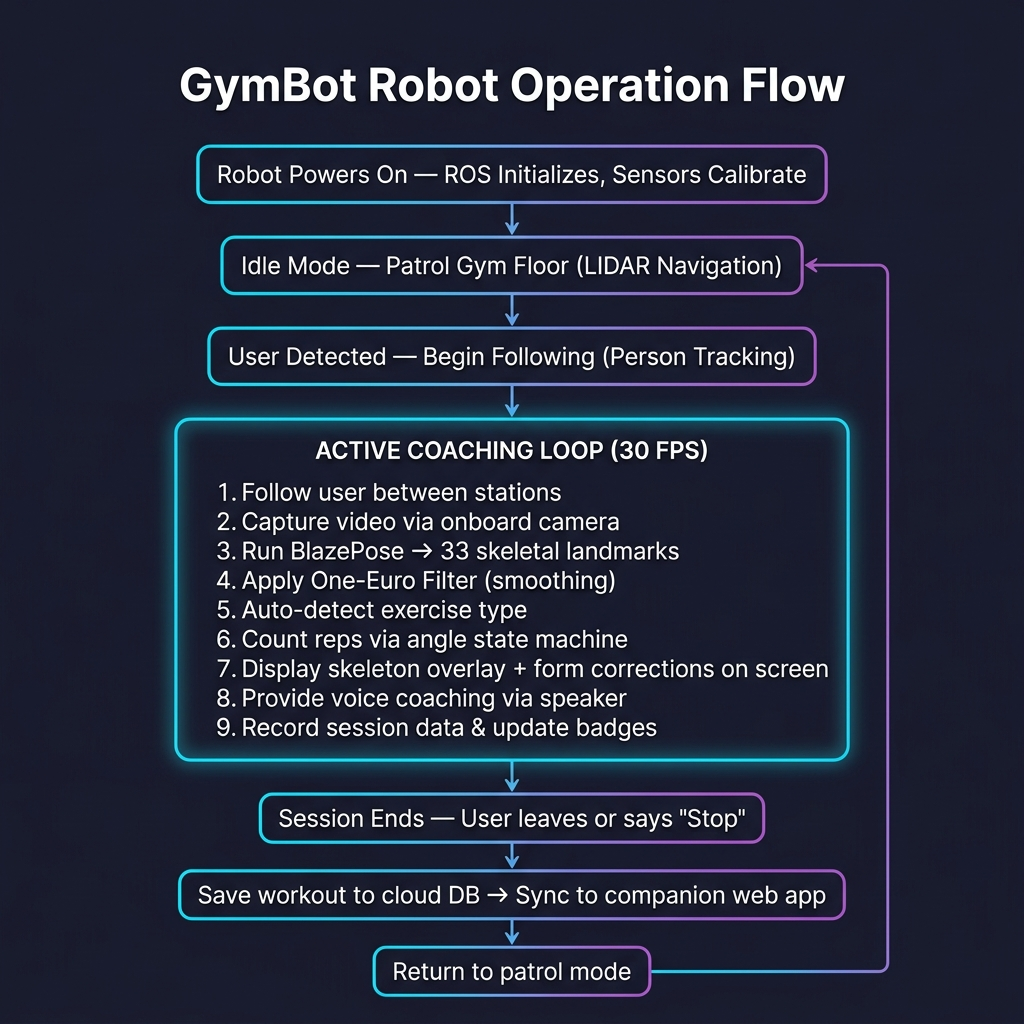 GymBot Robot Operation Flow
Robot Powers On — ROS Initializes, Sensors Calibrate
Idle Mode — Patrol Gym Floor (LIDAR Navigation)
User Detected — Begin Following (Person Tracking)
ACTIVE COACHING LOOP (30 FPS)
1. Follow user between stations
2. Capture video via onboard camera
3. Run BlazePose → 33 skeletal landmarks
4. Apply One-Euro Filter (smoothing)
5. Auto-detect exercise type
6. Count reps via angle state machine
7. Display skeleton overlay + form corrections on screen
8. Provide voice coaching via speaker
9. Record session data & update badges
Session Ends — User leaves or says "Stop"
Save workout to cloud DB → Sync to companion web app
Return to patrol mode